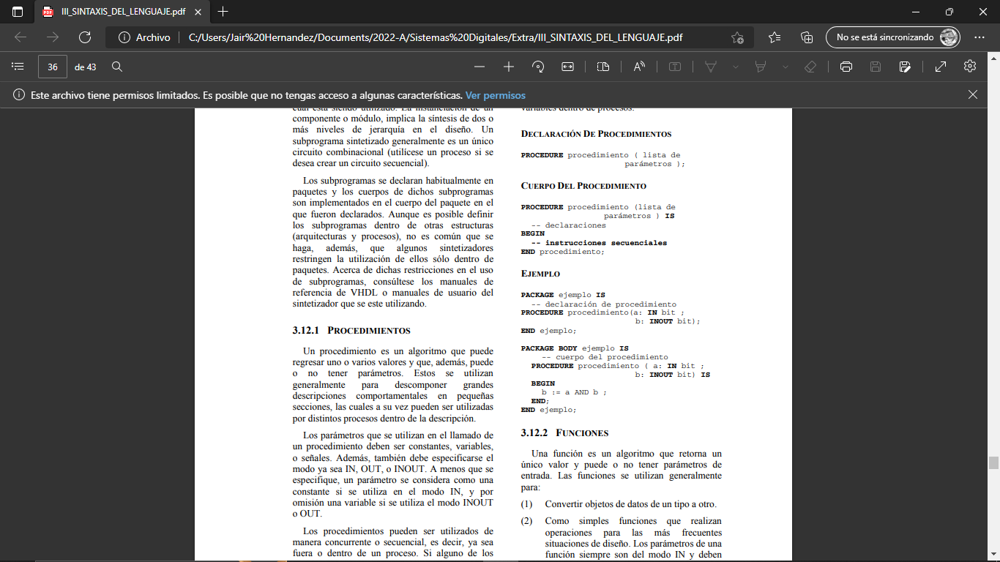 III_SINTAXIS_DEL_LENGUAJE.pdf
Archivo
C:/Users/Jair%20Hernandez/Documents/2022-A/Sistemas%20Digitales/Extra/III_SINTAXIS_DEL_LENGUAJE.pdf
No se está sincronizando
36
de 43
Este archivo tiene permisos limitados. Es posible que no tengas acceso a algunas características. Ver permisos
cual está siendo utilizado. La instanciación de un
componente o módulo, implica la síntesis de dos o
más niveles de jerarquía en el diseño. Un
subprograma sintetizado generalmente es un único
circuito combinacional (utilícese un proceso si se
desea crear un circuito secuencial).
Los subprogramas se declaran habitualmente en
paquetes y los cuerpos de dichos subprogramas
son implementados en el cuerpo del paquete en el
que fueron declarados. Aunque es posible definir
los subprogramas dentro de otras estructuras
(arquitecturas y procesos), no es común que se
haga, además, que algunos sintetizadores
restringen la utilización de ellos sólo dentro de
paquetes. Acerca de dichas restricciones en el uso
de subprogramas, consúltese los manuales de
referencia de VHDL o manuales de usuario del
sintetizador que se este utilizando.
3.12.1 PROCEDIMIENTOS
Un procedimiento es un algoritmo que puede
regresar uno o varios valores y que, además, puede
o no tener parámetros. Estos se utilizan
generalmente para descomponer grandes
descripciones comportamentales en pequeñas
secciones, las cuales a su vez pueden ser utilizadas
por distintos procesos dentro de la descripción.
Los parámetros que se utilizan en el llamado de
un procedimiento deben ser constantes, variables,
o señales. Además, también debe especificarse el
modo ya sea IN, OUT, o INOUT. A menos que se
especifique, un parámetro se considera como una
constante si se utiliza en el modo IN, y por
omisión una variable si se utiliza el modo INOUT
o OUT.
Los procedimientos pueden ser utilizados de
manera concurrente o secuencial, es decir, ya sea
fuera o dentro de un proceso. Si alguno de los
variables dentro de procesos.
DECLARACIÓN DE PROCEDIMIENTOS
PROCEDURE procedimiento ( lista de
parámetros );
CUERPO DEL PROCEDIMIENTO
PROCEDURE procedimiento (lista de
parámetros ) IS
-- declaraciones
BEGIN
-- instrucciones secuenciales
END procedimiento;
EJEMPLO
PACKAGE ejemplo IS
-- declaración de procedimiento
PROCEDURE procedimiento(a: IN bit ;
b: INOUT bit);
END ejemplo;
PACKAGE BODY ejemplo IS
-- cuerpo del procedimiento
PROCEDURE procedimiento ( a: IN bit ;
b: INOUT bit) IS
BEGIN
b := a AND b ;
END;
END ejemplo;
3.12.2 FUNCIONES
Una función es un algoritmo que retorna un
único valor y puede o no tener parámetros de
entrada. Las funciones se utilizan generalmente
para:
(1) Convertir objetos de datos de un tipo a otro.
(2) Como simples funciones que realizan
operaciones para las más frecuentes
situaciones de diseño. Los parámetros de una
función siempre son del modo IN y deben